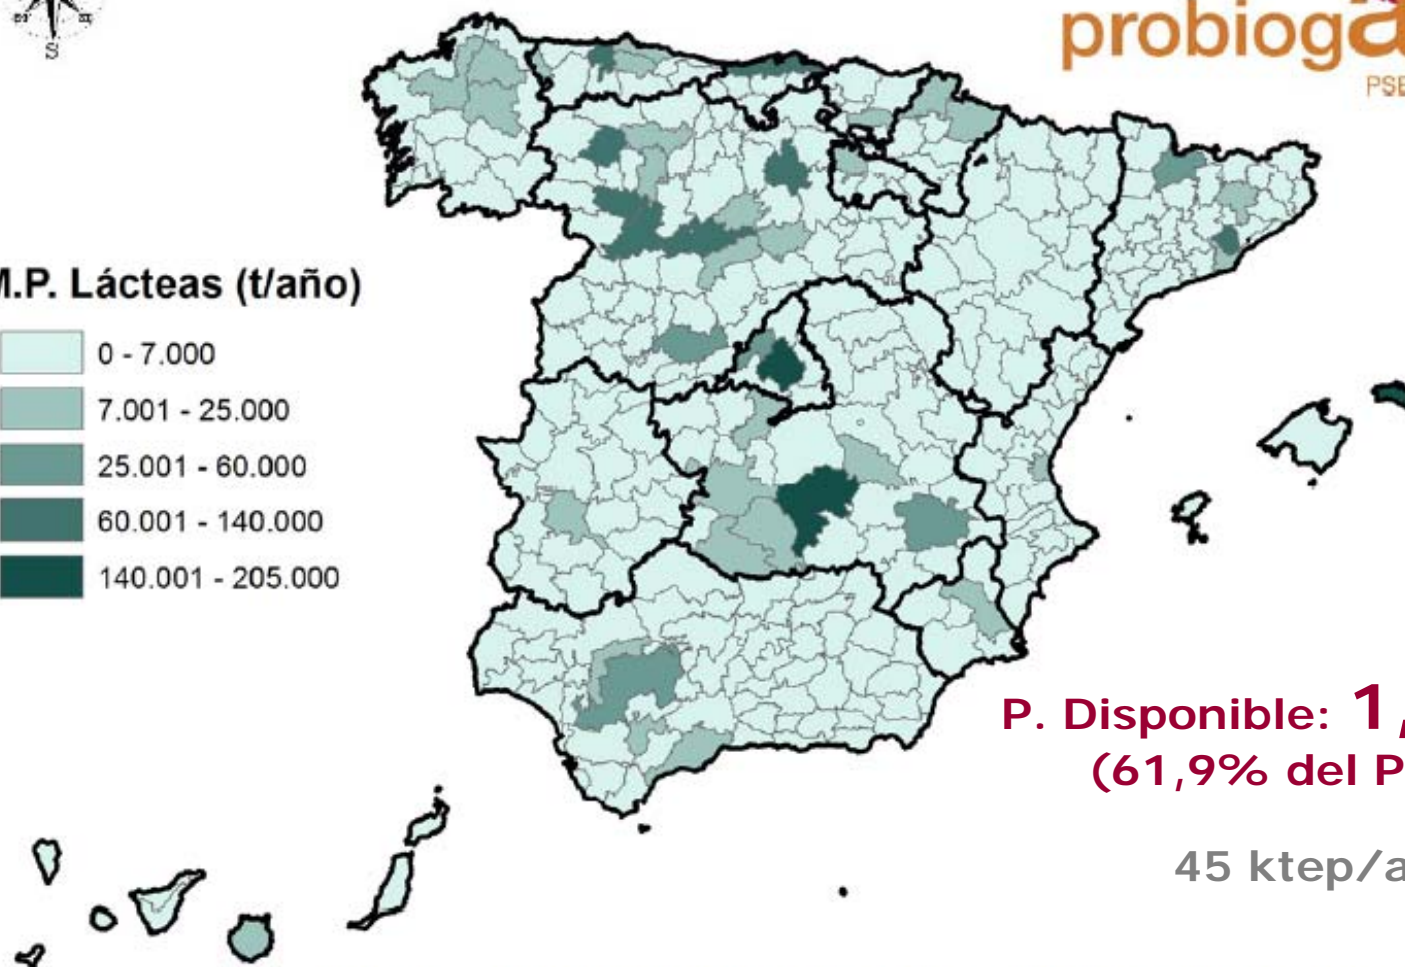 S
probiogá
PSE
M.P. Lácteas (t/año)
0 - 7.000
7.001 - 25.000
25.001 - 60.000
60.001 - 140.000
140.001 - 205.000
P. Disponible: 1,
(61,9% del P
45 ktep/a